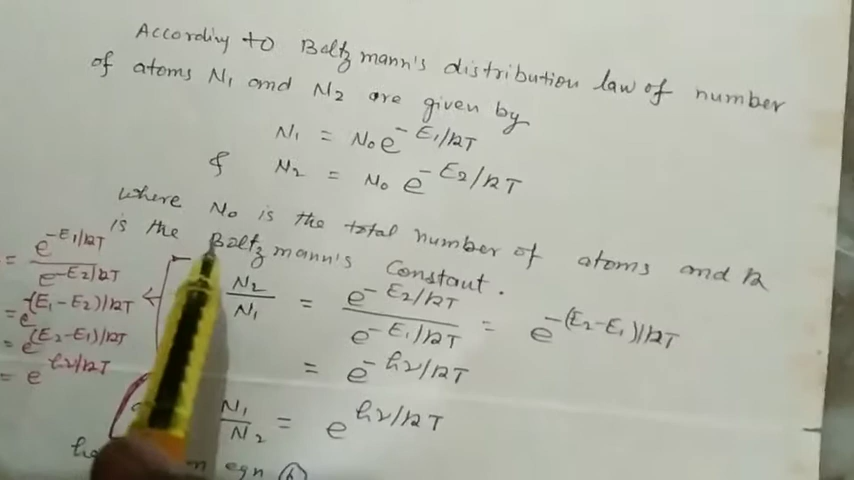 According to Boltzmann's distribution law of number
of atoms N₁ and N₂ are given by
N₁ = N₀e^-E₁/kT
& N₂ = N₀ e^-E₂/kT
where N₀ is the total number of atoms and k
is the Boltzmann's Constant.
= e^-E₁/kT / e^-E₂/kT
= e^-(E₁-E₂)/kT
= e^(E₂-E₁)/kT
= e^hν/kT
N₂/N₁ = e^-E₂/kT / e^-E₁/kT = e^-(E₂-E₁)/kT
= e^-hν/kT
N₁/N₂ = e^hν/kT
eqn